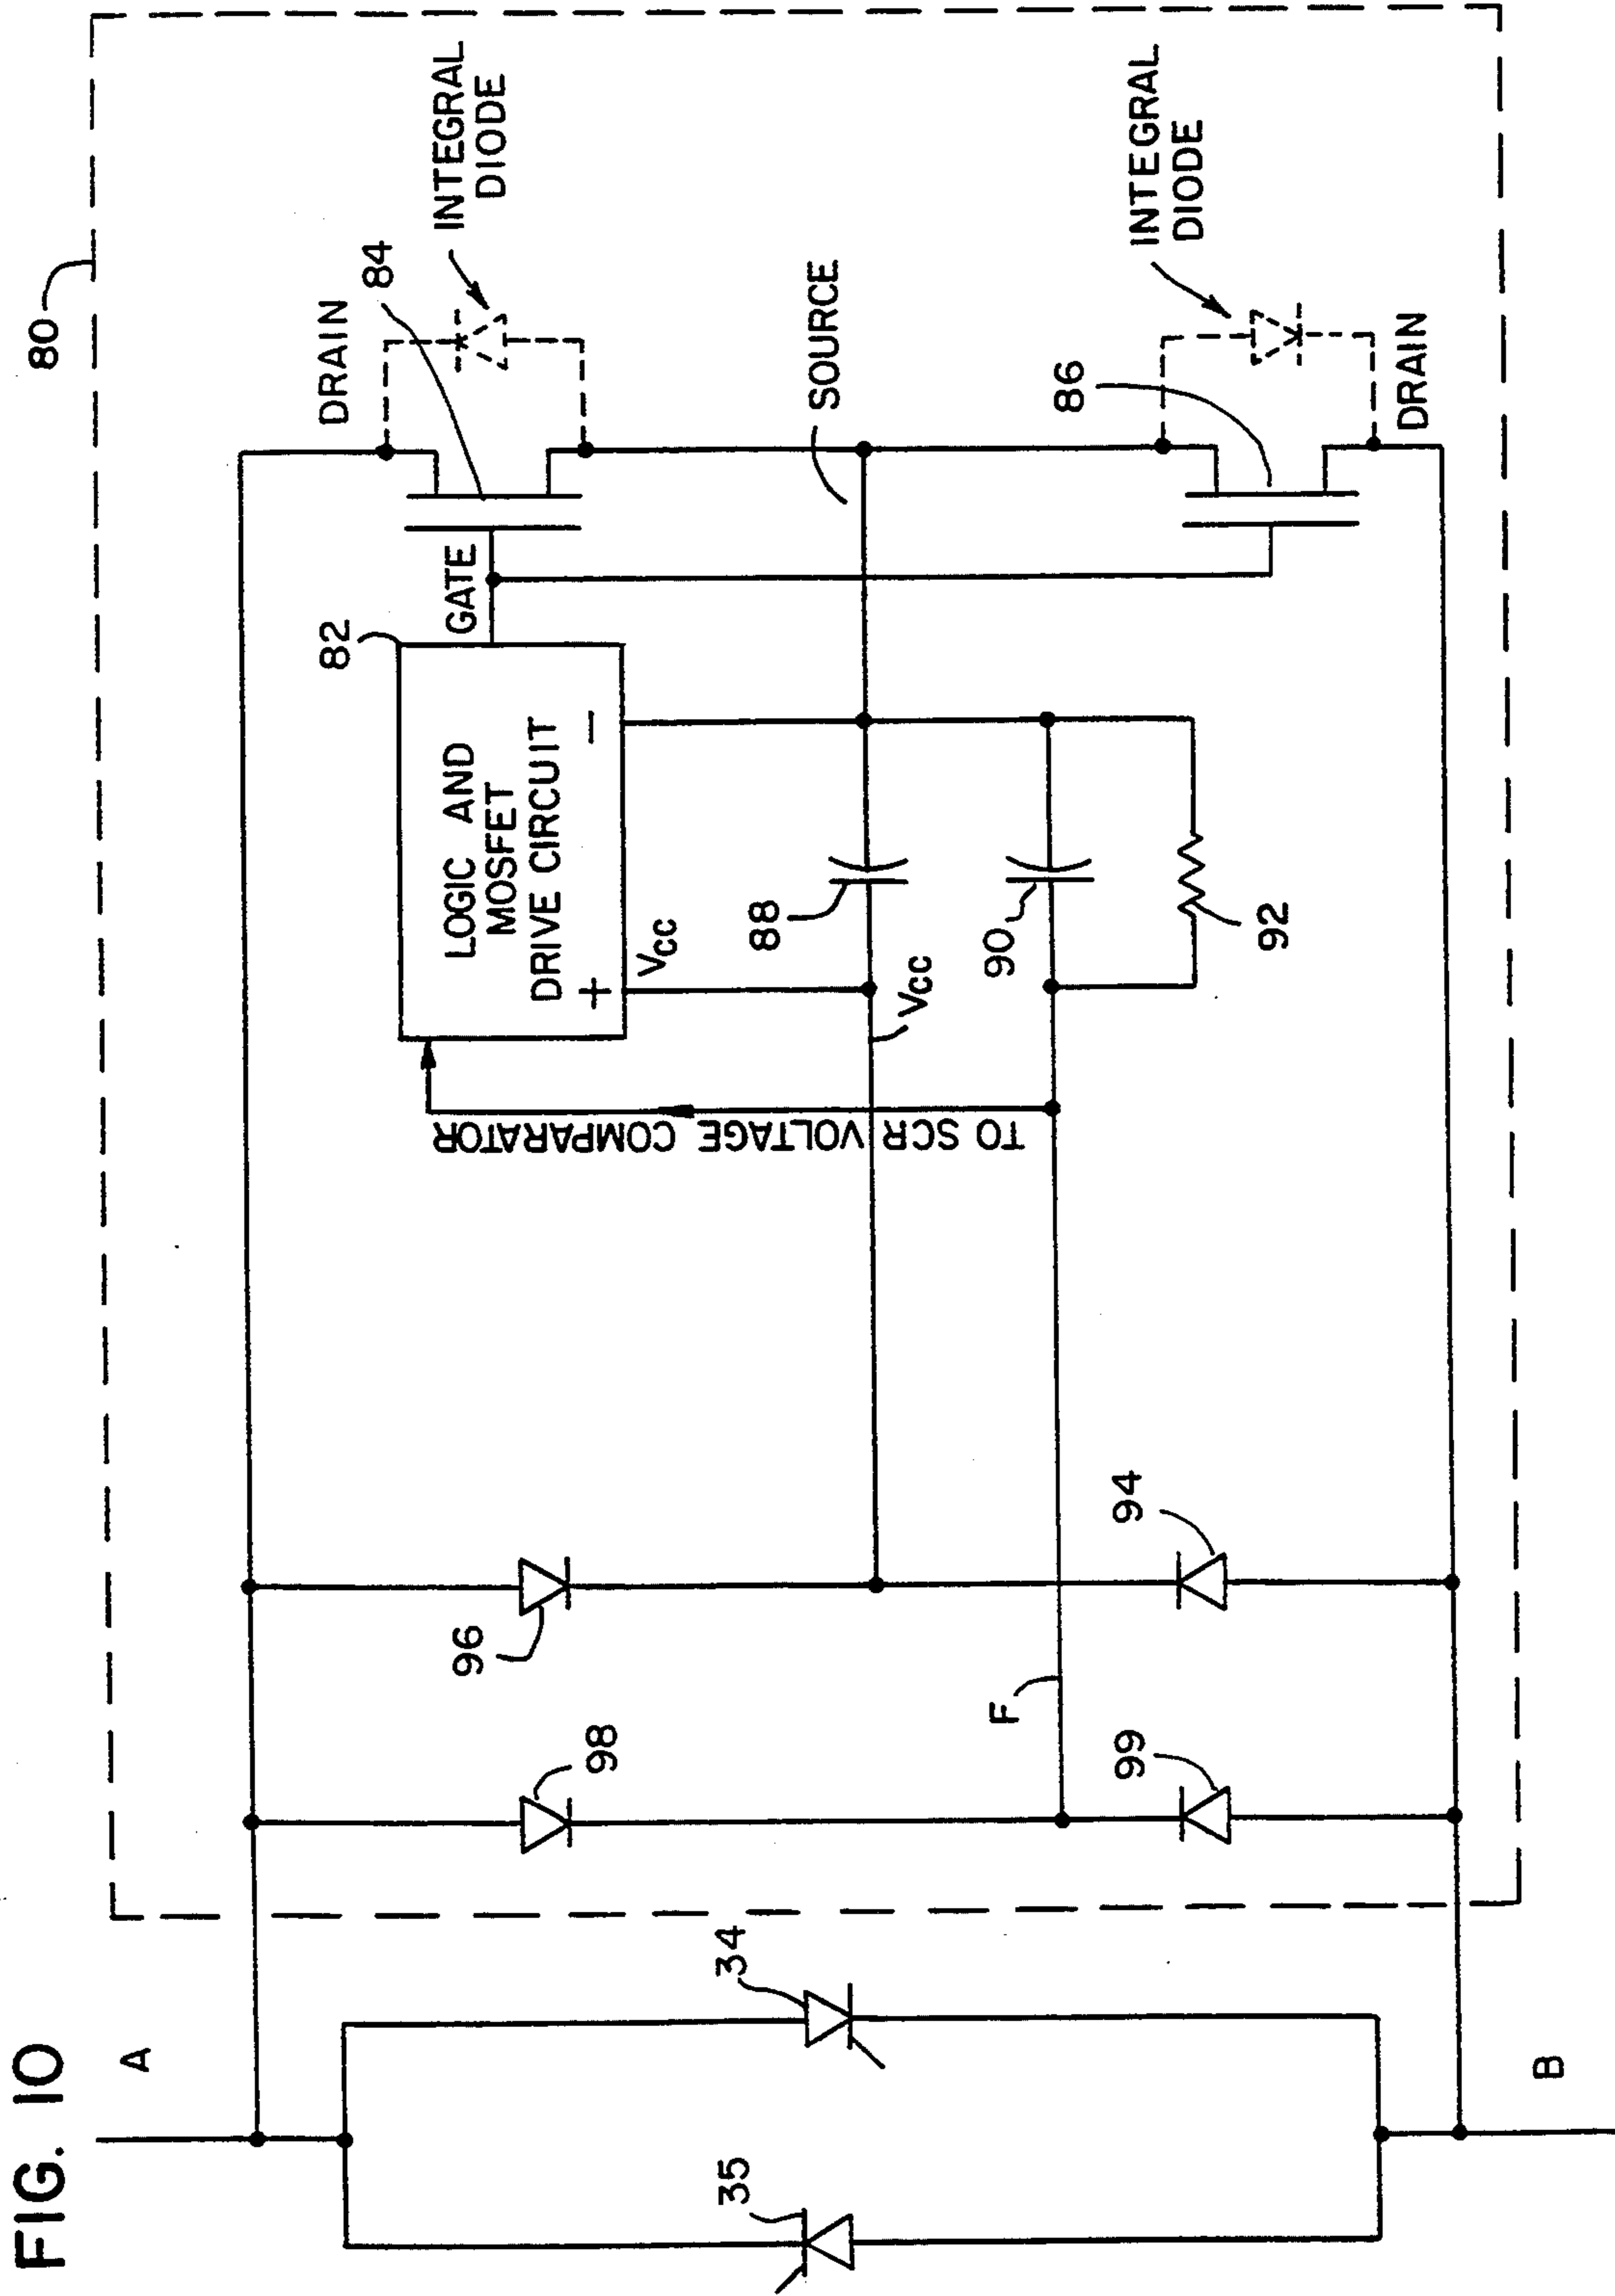 FIG. 10
80
A
98
96
TO SCR VOLTAGE COMPARATOR
82
LOGIC AND
MOSFET
DRIVE CIRCUIT
+
−
VCC
GATE
DRAIN
84
INTEGRAL
DIODE
35
34
F
VCC
88
90
92
SOURCE
99
94
86
DRAIN
INTEGRAL
DIODE
B